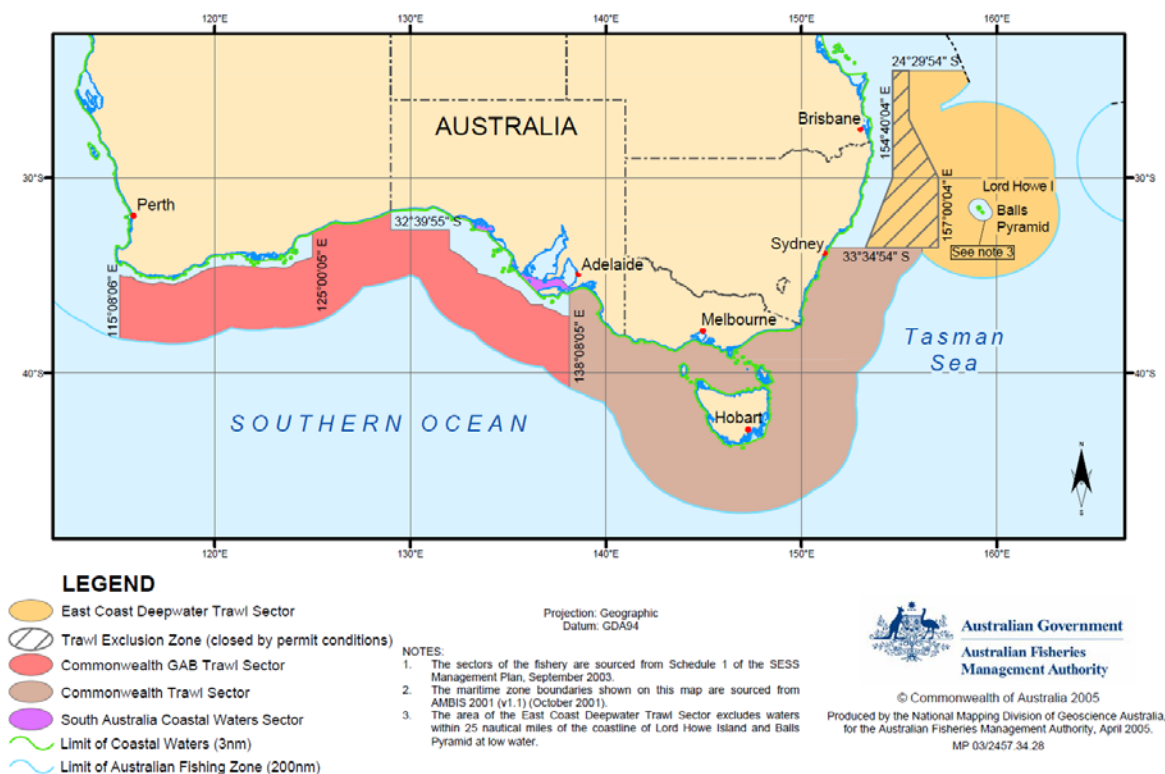 120°E 130°E 140°E 150°E 160°E
24°29'54" S
Brisbane
AUSTRALIA
154°40'04" E
30°S 30°S
Lord Howe I
157°00'04" E
Perth
Balls
Pyramid
32°39'55" S
Sydney
See note 3
33°34'54" S
Adelaide
125°00'05" E
115°08'06" E
Melbourne
Tasman
Sea
138°08'05" E
40°S 40°S
Hobart
SOUTHERN OCEAN
N
S
120°E 130°E 140°E 150°E 160°E
LEGEND
East Coast Deepwater Trawl Sector
Trawl Exclusion Zone (closed by permit conditions)
Commonwealth GAB Trawl Sector
Commonwealth Trawl Sector
South Australia Coastal Waters Sector
Limit of Coastal Waters (3nm)
Limit of Australian Fishing Zone (200nm)
Projection: Geographic
Datum: GDA94
NOTES:
1. The sectors of the fishery are sourced from Schedule 1 of the SESS
Management Plan, September 2003.
2. The maritime zone boundaries shown on this map are sourced from
AMBIS 2001 (v1.1) (October 2001).
3. The area of the East Coast Deepwater Trawl Sector excludes waters
within 25 nautical miles of the coastline of Lord Howe Island and Balls
Pyramid at low water.
Australian Government
Australian Fisheries
Management Authority
© Commonwealth of Australia 2005
Produced by the National Mapping Division of Geoscience Australia,
for the Australian Fisheries Management Authority, April 2005.
MP 03/2457.34.28